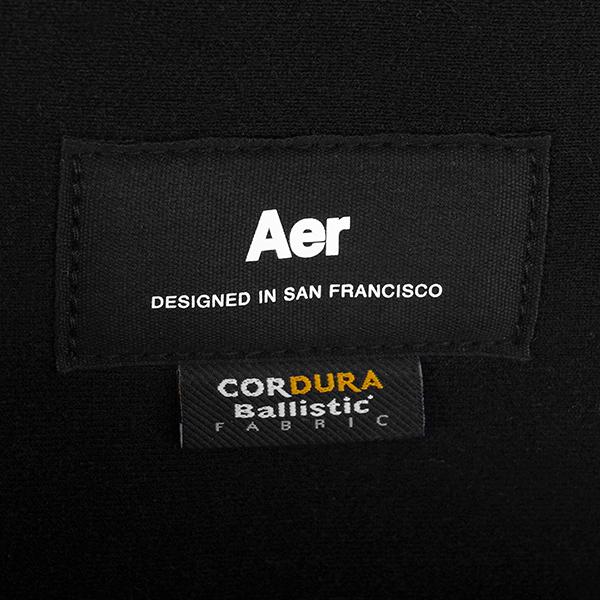 Aer
DESIGNED IN SAN FRANCISCO
CORDURA
Ballistic
FABRIC